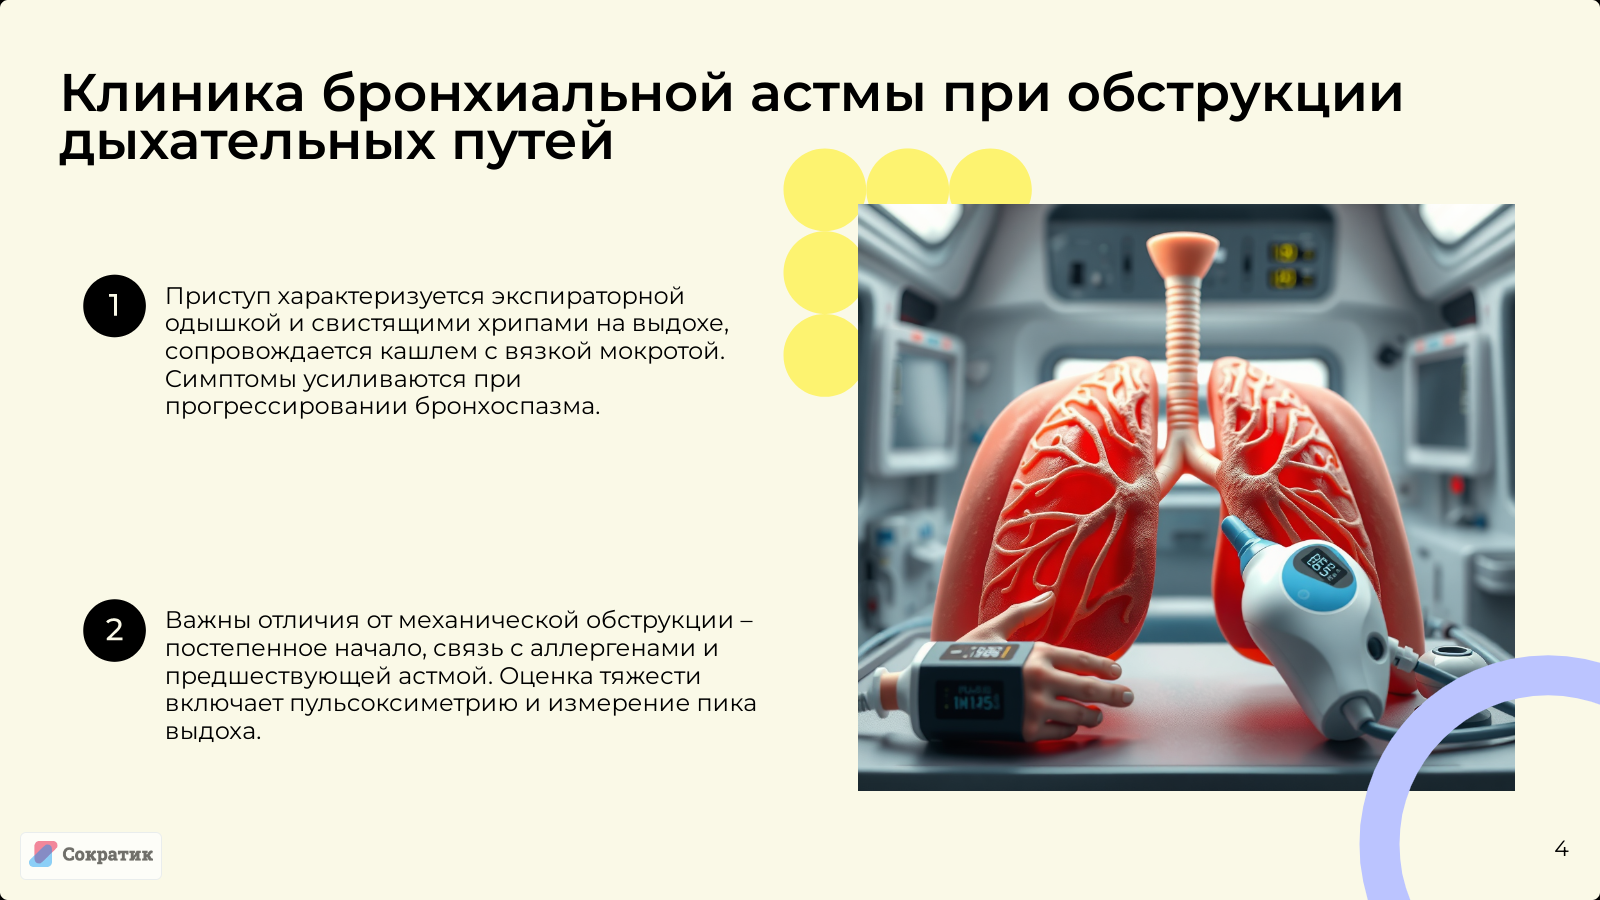 Клиника бронхиальной астмы при обструкции
дыхательных путей
1
Приступ характеризуется экспираторной
одышкой и свистящими хрипами на выдохе,
сопровождается кашлем с вязкой мокротой.
Симптомы усиливаются при
прогрессировании бронхоспазма.
2
Важны отличия от механической обструкции –
постепенное начало, связь с аллергенами и
предшествующей астмой. Оценка тяжести
включает пульсоксиметрию и измерение пика
выдоха.
Сократик
4